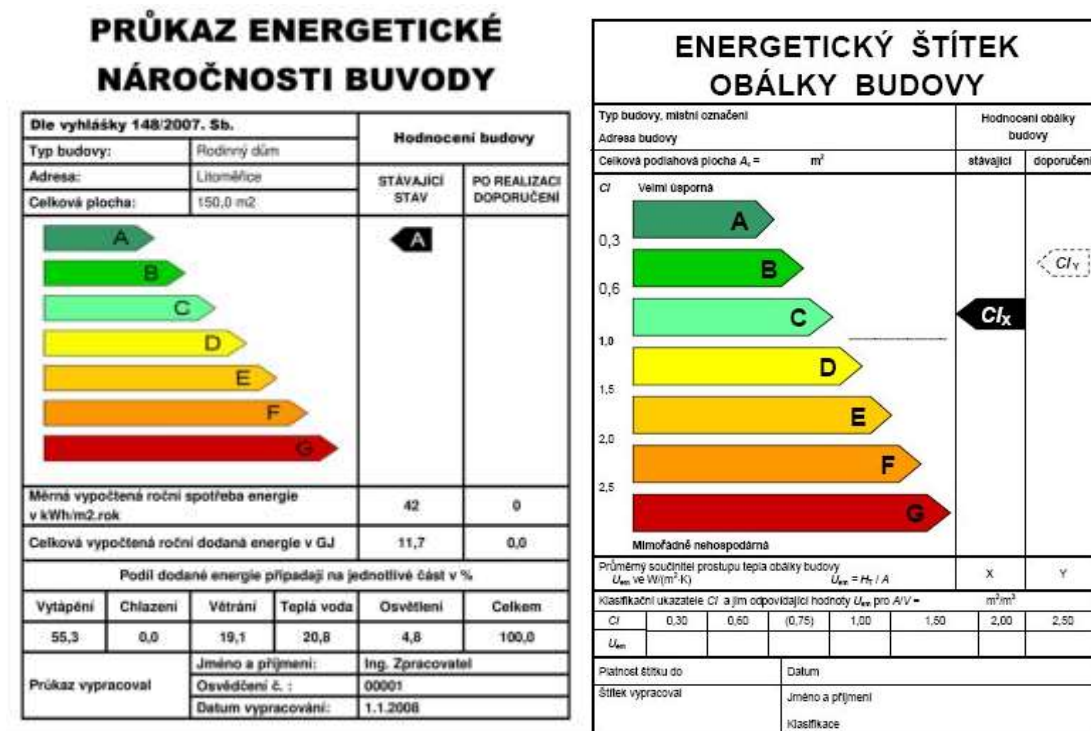 PRŮKAZ ENERGETICKÉ
NÁROČNOSTI BUVODY
Dle vyhlášky 148/2007. Sb.
Hodnocení budovy
Typ budovy: Rodinný dům
Adresa: Litoměřice
Celková plocha: 150,0 m2
STÁVAJÍCÍ
STAV
PO REALIZACI
DOPORUČENÍ
A
A
B
C
D
E
F
G
Měrná vypočtená roční spotřeba energie
v kWh/m2.rok
42 0
Celková vypočtená roční dodaná energie v GJ 11,7 0,0
Podíl dodané energie připadají na jednotlivé část v %
Vytápění Chlazení Větrání Teplá voda Osvětlení Celkem
55,3 0,0 19,1 20,8 4,8 100,0
Průkaz vypracoval
Jméno a příjmení: Ing. Zpracovatel
Osvědčení č. : 00001
Datum vypracování: 1.1.2008
ENERGETICKÝ ŠTÍTEK
OBÁLKY BUDOVY
Typ budovy, místní označení
Adresa budovy
Hodnocení obálky
budovy
Celková podlahová plocha Ac = m²
stávající doporučení
CI Velmi úsporná
A
0,3
B
CIY
0,6
C
CIX
1,0
D
1,5
E
2,0
F
2,5
G
Mimořádně nehospodárná
Průměrný součinitel prostupu tepla obálky budovy
Uem ve W/(m²·K) Uem = HT / A
X Y
Klasifikační ukazatele CI a jim odpovídající hodnoty Uem pro A/V = m²/m³
CI 0,30 0,60 (0,75) 1,00 1,50 2,00 2,50
Uem
Platnost štítku do
Datum
Štítek vypracoval
Jméno a příjmení
Klasifikace